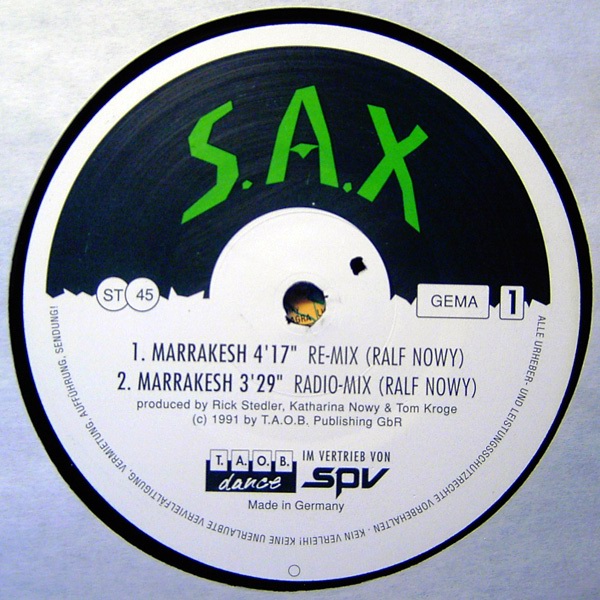 S.A.X
ST 45
GEMA 1
1. MARRAKESH 4'17" RE-MIX (RALF NOWY)
2. MARRAKESH 3'29" RADIO-MIX (RALF NOWY)
produced by Rick Stedler, Katharina Nowy & Tom Kroge
(c) 1991 by T.A.O.B. Publishing GbR
T.A.O.B.
dance
IM VERTRIEB VON
SPV
Made in Germany
ALLE URHEBER- UND LEISTUNGSSCHUTZRECHTE VORBEHALTEN · KEIN VERLEIH! KEINE UNERLAUBTE VERVIELFÄLTIGUNG, VERMIETUNG, AUFFÜHRUNG, SENDUNG!